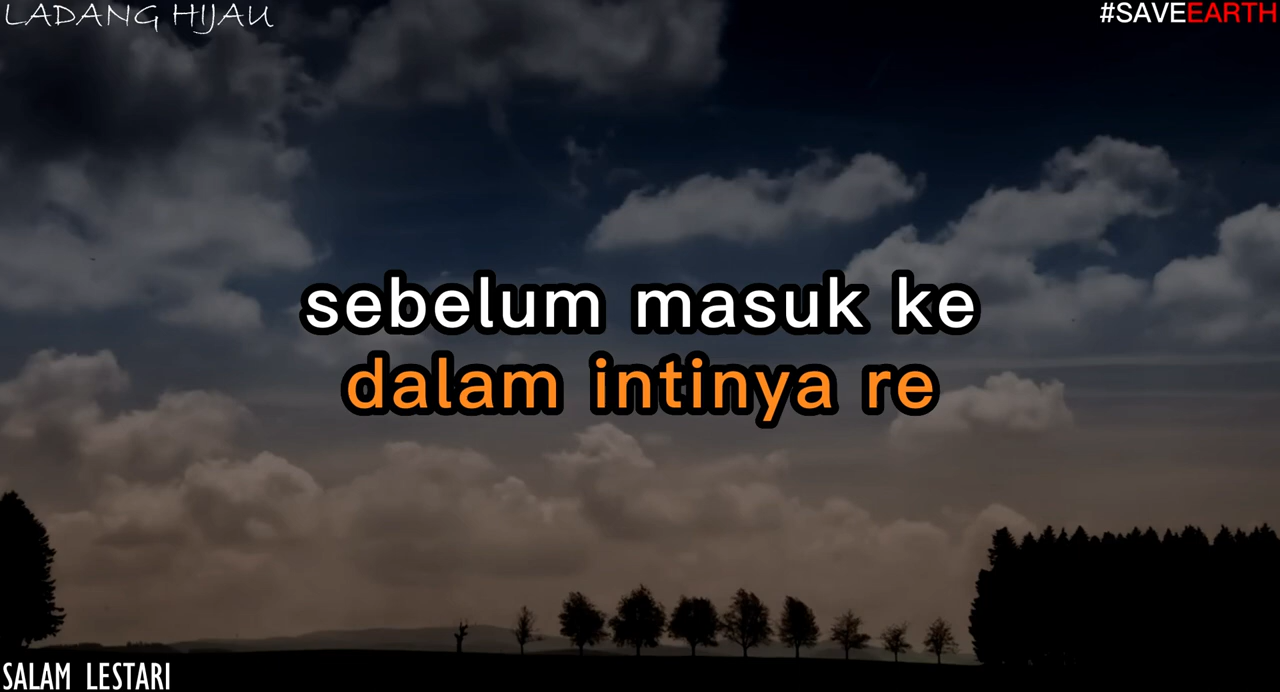 LADANG HIJAU
#SAVEEARTH
sebelum masuk ke
dalam intinya re
SALAM LESTARI